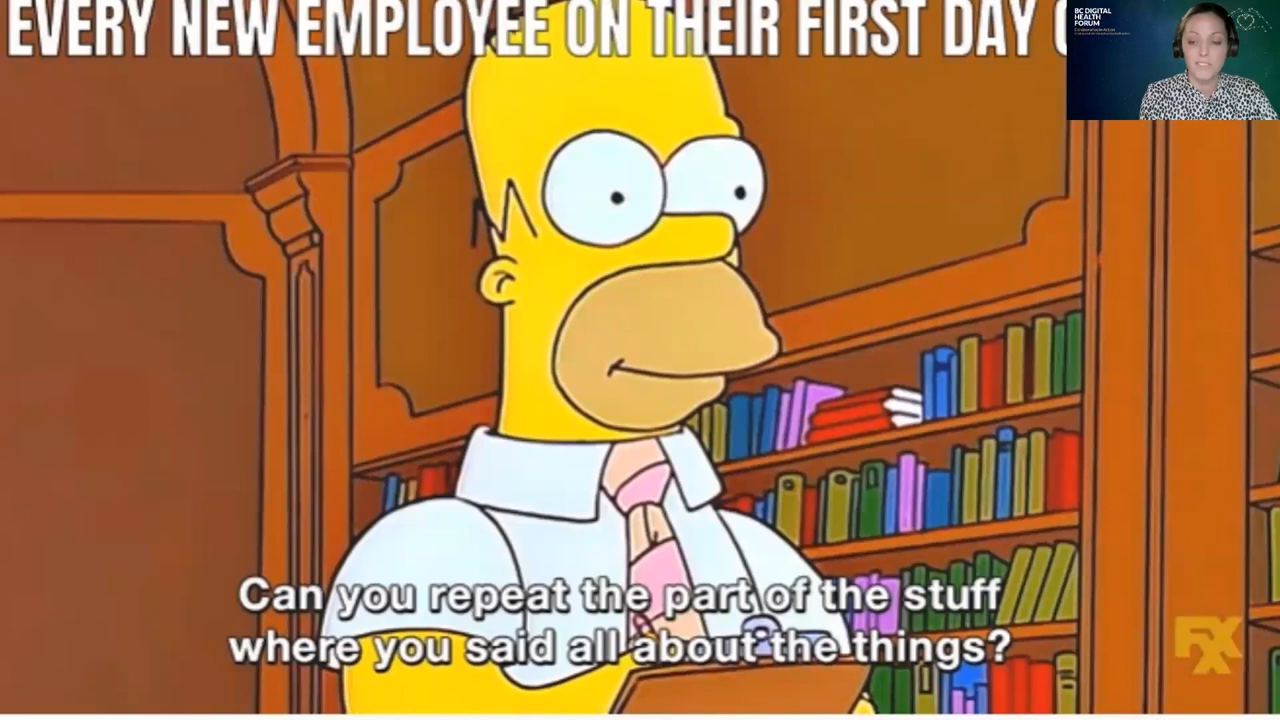 EVERY NEW EMPLOYEE ON THEIR FIRST DAY
BC DIGITAL
HEALTH
FORUM
Can you repeat the part of the stuff
where you said all about the things?
FXX